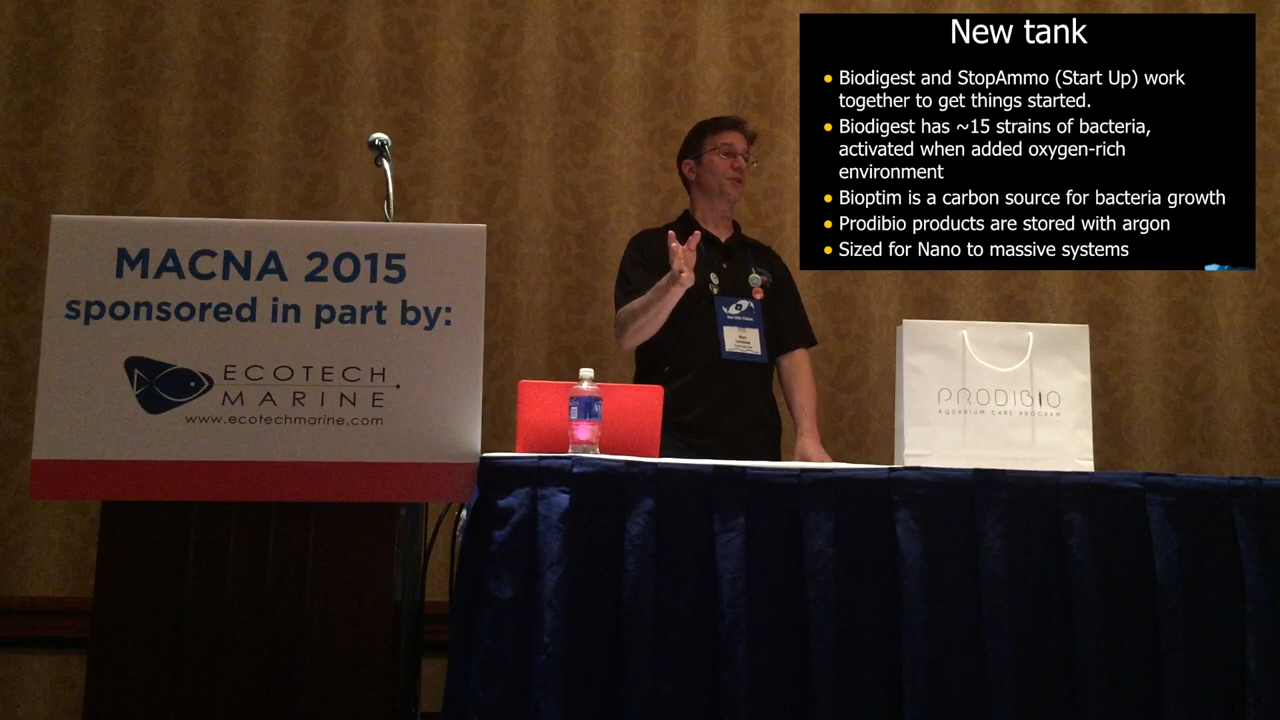 New tank
• Biodigest and StopAmmo (Start Up) work
together to get things started.
• Biodigest has ~15 strains of bacteria,
activated when added oxygen-rich
environment
• Bioptim is a carbon source for bacteria growth
• Prodibio products are stored with argon
• Sized for Nano to massive systems
MACNA 2015
sponsored in part by:
ECOTECH
MARINE
www.ecotechmarine.com
PRODIBIO
AQUARIUM CARE PROGRAM